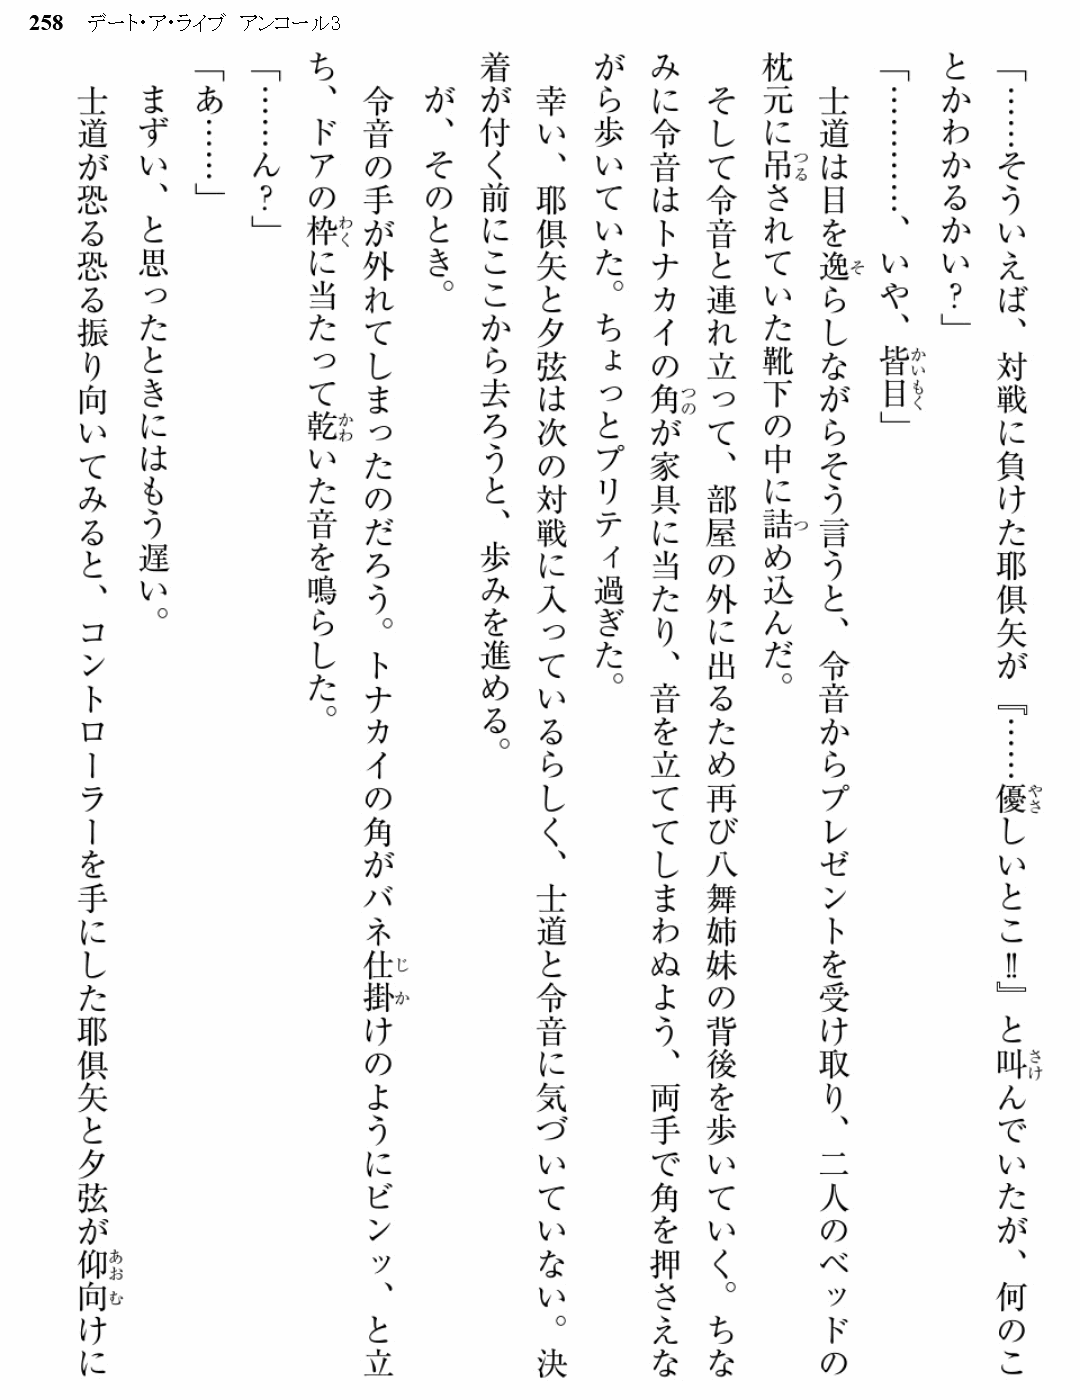 258 デート・ア・ライブ アンコール3
「……そういえば、対戦に負けた耶俱矢が『……優しいとこ‼』と叫んでいたが、何のこ
とかわかるかい？」
「…………、いや、皆目」
士道は目を逸らしながらそう言うと、令音からプレゼントを受け取り、二人のベッドの
枕元に吊されていた靴下の中に詰め込んだ。
そして令音と連れ立って、部屋の外に出るため再び八舞姉妹の背後を歩いていく。ちな
みに令音はトナカイの角が家具に当たり、音を立ててしまわぬよう、両手で角を押さえな
がら歩いていた。ちょっとプリティ過ぎた。
幸い、耶俱矢と夕弦は次の対戦に入っているらしく、士道と令音に気づいていない。決
着が付く前にここから去ろうと、歩みを進める。
が、そのとき。
令音の手が外れてしまったのだろう。トナカイの角がバネ仕掛けのようにビンッ、と立
ち、ドアの枠に当たって乾いた音を鳴らした。
「……ん？」
「あ……」
まずい、と思ったときにはもう遅い。
士道が恐る恐る振り向いてみると、コントローラーを手にした耶俱矢と夕弦が仰向けに